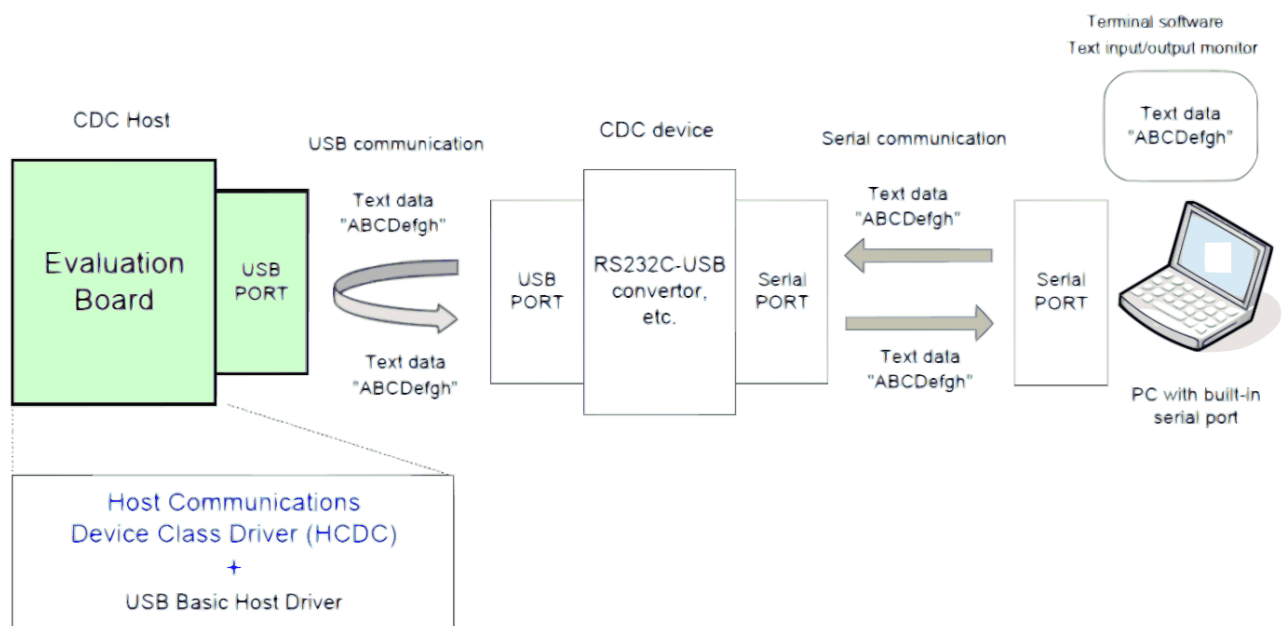 Terminal software
Text input/output monitor
Text data
"ABCDefgh"
CDC Host
USB communication
CDC device
Serial communication
Text data
"ABCDefgh"
Text data
"ABCDefgh"
Evaluation
Board
USB
PORT
USB
PORT
RS232C-USB
convertor,
etc.
Serial
PORT
Serial
PORT
Text data
"ABCDefgh"
Text data
"ABCDefgh"
PC with built-in
serial port
Host Communications
Device Class Driver (HCDC)
+
USB Basic Host Driver